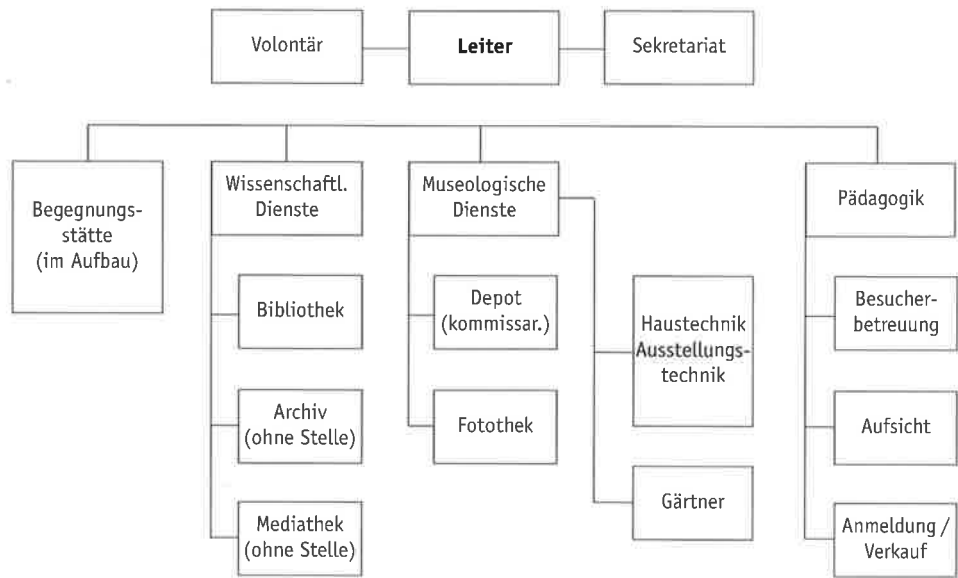 Volontär
Leiter
Sekretariat
Begegnungs-
stätte
(im Aufbau)
Wissenschaftl.
Dienste
Bibliothek
Archiv
(ohne Stelle)
Mediathek
(ohne Stelle)
Museologische
Dienste
Depot
(kommissar.)
Fotothek
Haustechnik
Ausstellungs-
technik
Gärtner
Pädagogik
Besucher-
betreuung
Aufsicht
Anmeldung /
Verkauf